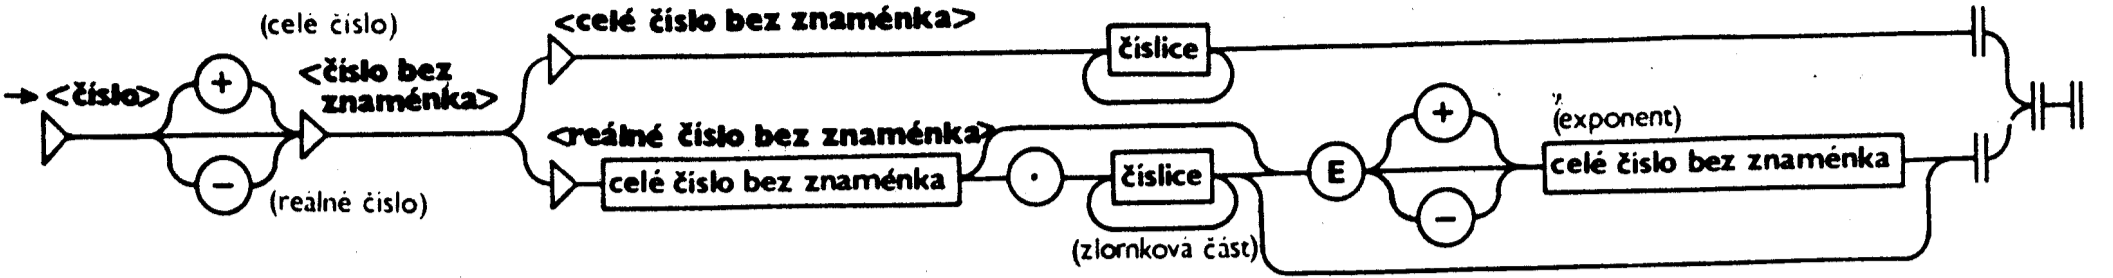 (celé číslo)
<celé číslo bez znaménka>
číslice
→ <číslo>
+
<číslo bez
znaménka>
−
(reálné číslo)
<reálné číslo bez znaménka>
celé číslo bez znaménka
.
číslice
(zlomková část)
E
+
−
(exponent)
celé číslo bez znaménka